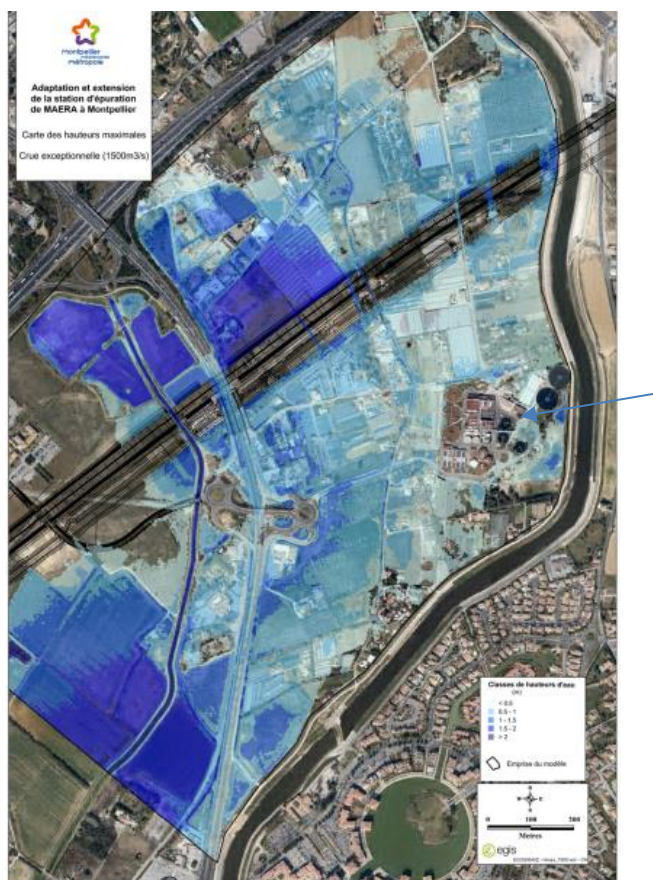 montpellier
méditerranée
métropole
Adaptation et extension
de la station d'épuration
de MAERA à Montpellier
Carte des hauteurs maximales
Crue exceptionnelle (1500m3/s)
Classes de hauteurs d'eau
(m)
< 0.5
0.5 - 1
1 - 1.5
1.5 - 2
> 2
Emprise du modèle
N
W E
S
0 100 200
Metres
egis